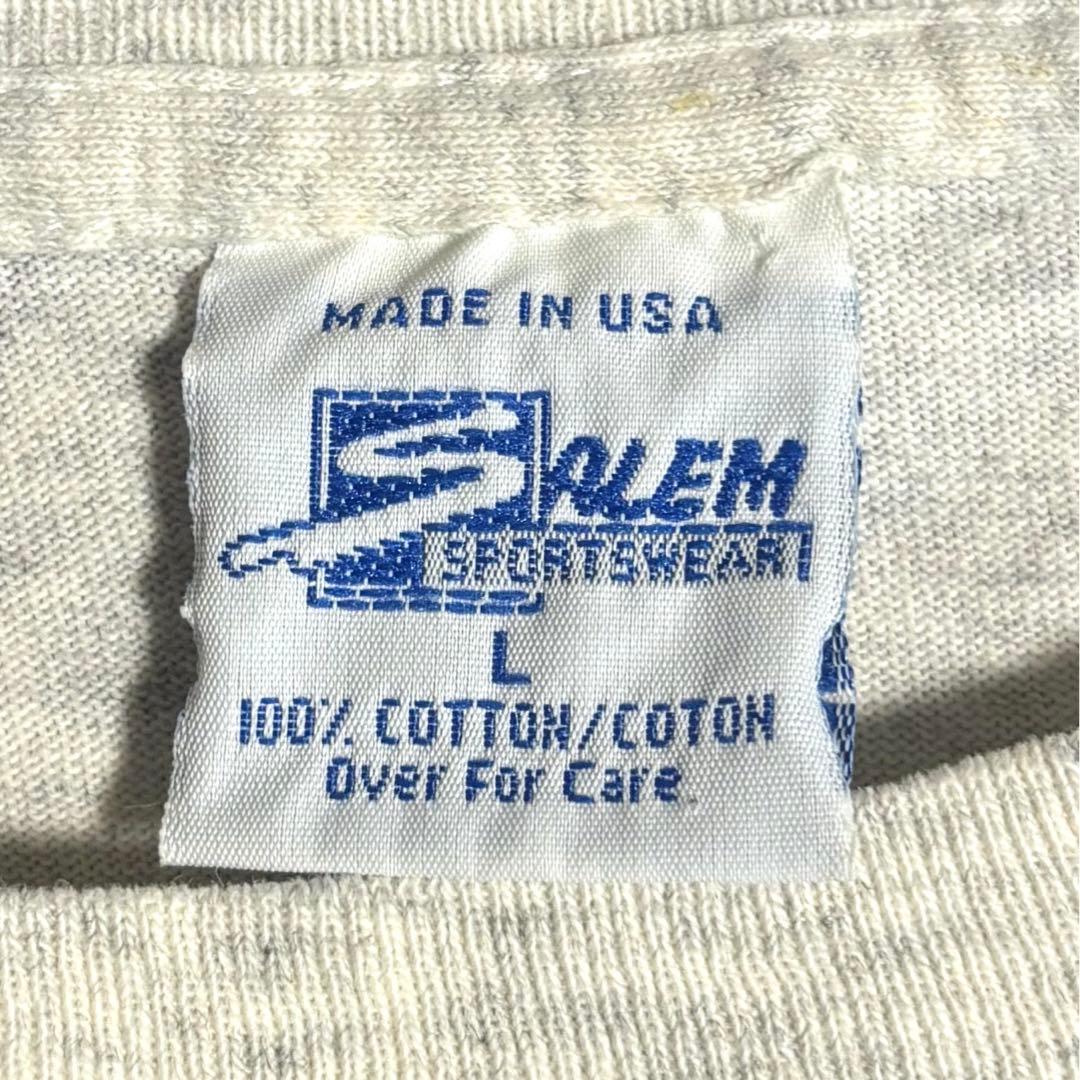 MADE IN USA
SALEM
SPORTSWEAR
L
100% COTTON/COTON
Over For Care